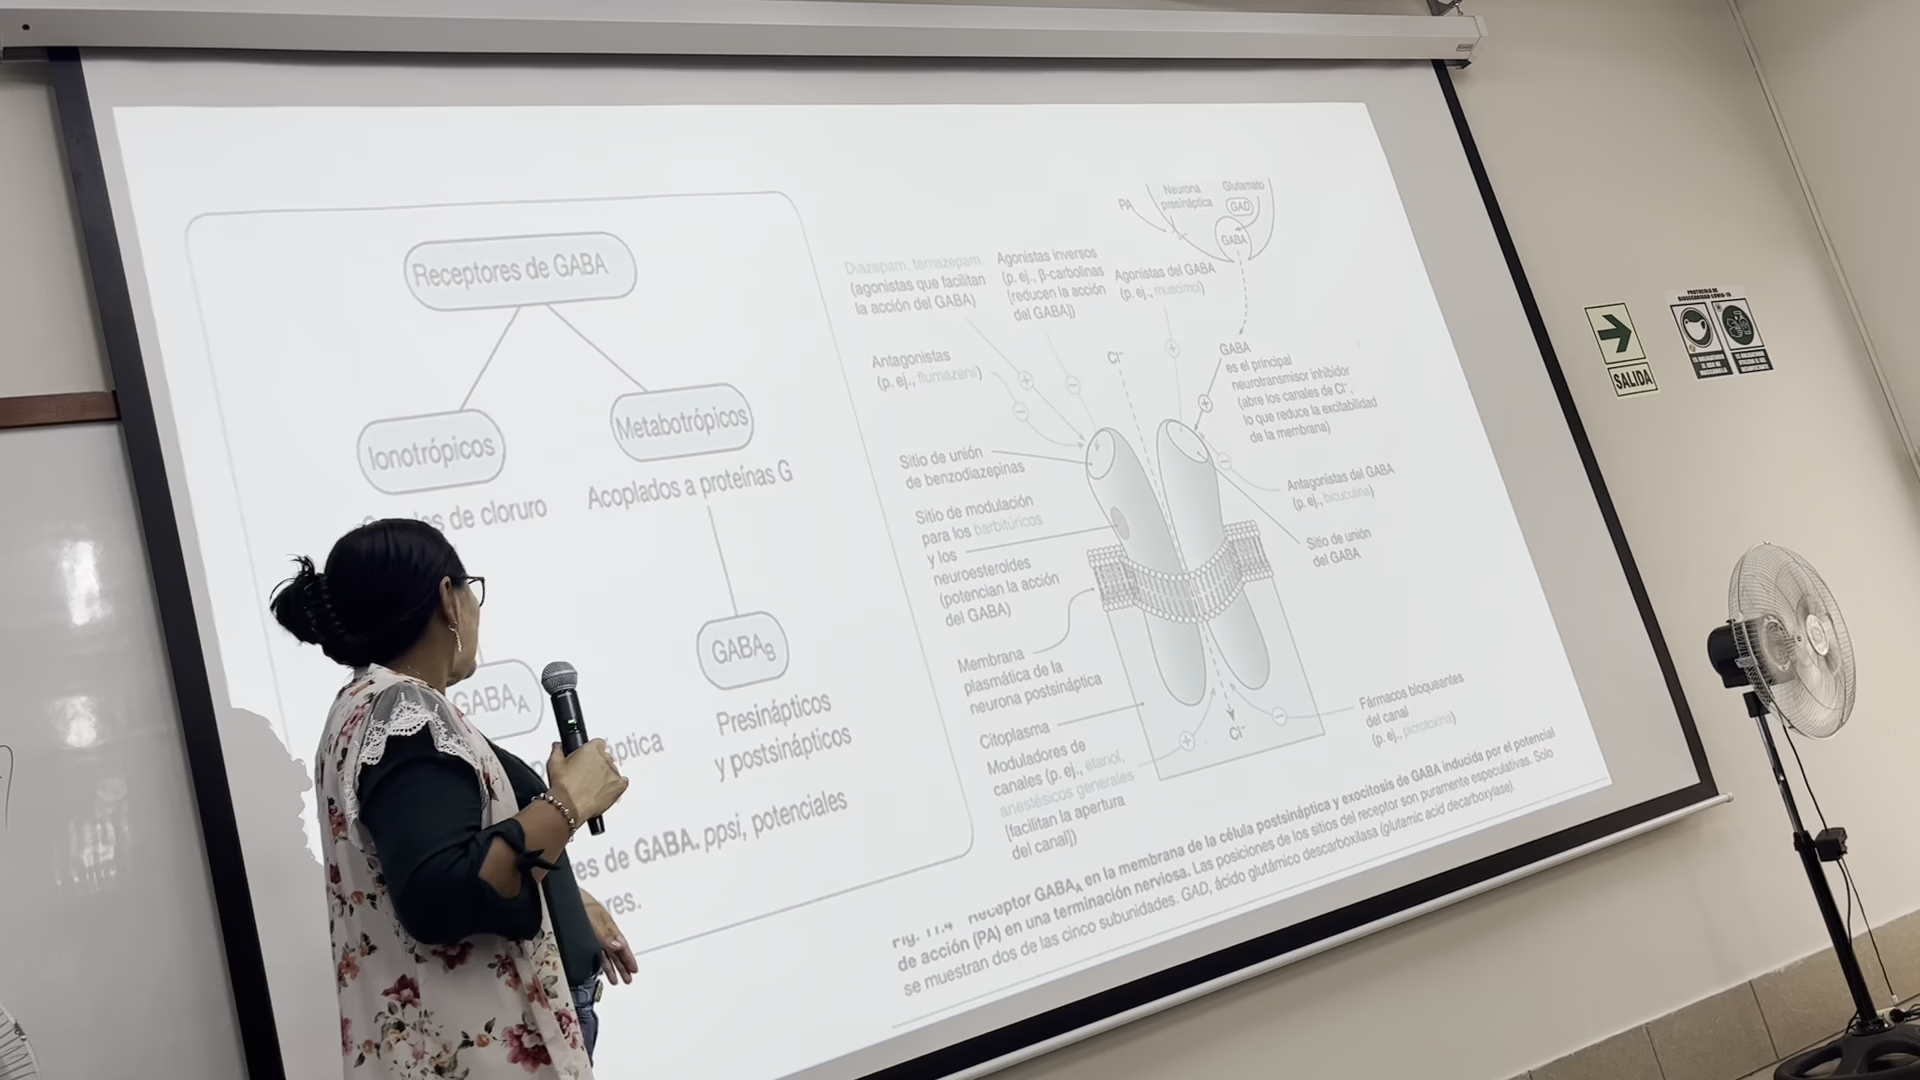 Receptores de GABA
Ionotrópicos
Metabotrópicos
de cloruro
Acoplados a proteínas G
GABA_A
GABA_B
Presinápticos
y postsinápticos
de GABA. ppsi, potenciales
Neurona
presináptica
Glutamato
GAD
GABA
PA
Diazepam, temazepam
(agonistas que facilitan
la acción del GABA)
Agonistas inversos
(p. ej., β-carbolinas
[reducen la acción
del GABA])
Agonistas del GABA
(p. ej., muscimol)
Antagonistas
(p. ej., flumazenil)
Cl⁻
GABA
es el principal
neurotransmisor inhibidor
(abre los canales de Cl⁻,
lo que reduce la excitabilidad
de la membrana)
Sitio de unión
de benzodiazepinas
Sitio de modulación
para los barbitúricos
y los
neuroesteroides
(potencian la acción
del GABA)
Antagonistas del GABA
(p. ej., bicuculina)
Sitio de unión
del GABA
Membrana
plasmática de la
neurona postsináptica
Citoplasma
Moduladores de
canales (p. ej., etanol,
anestésicos generales
[facilitan la apertura
del canal])
Cl⁻
Fármacos bloqueantes
del canal
(p. ej., picrotoxina)
Fig. 11.4 Receptor GABA_A en la membrana de la célula postsináptica y exocitosis de GABA inducida por el potencial
de acción (PA) en una terminación nerviosa. Las posiciones de los sitios del receptor son puramente especulativas. Solo
se muestran dos de las cinco subunidades. GAD, ácido glutámico descarboxilasa (glutamic acid decarboxylase).
SALIDA
PROTOCOLO DE
BIOSEGURIDAD COVID-19